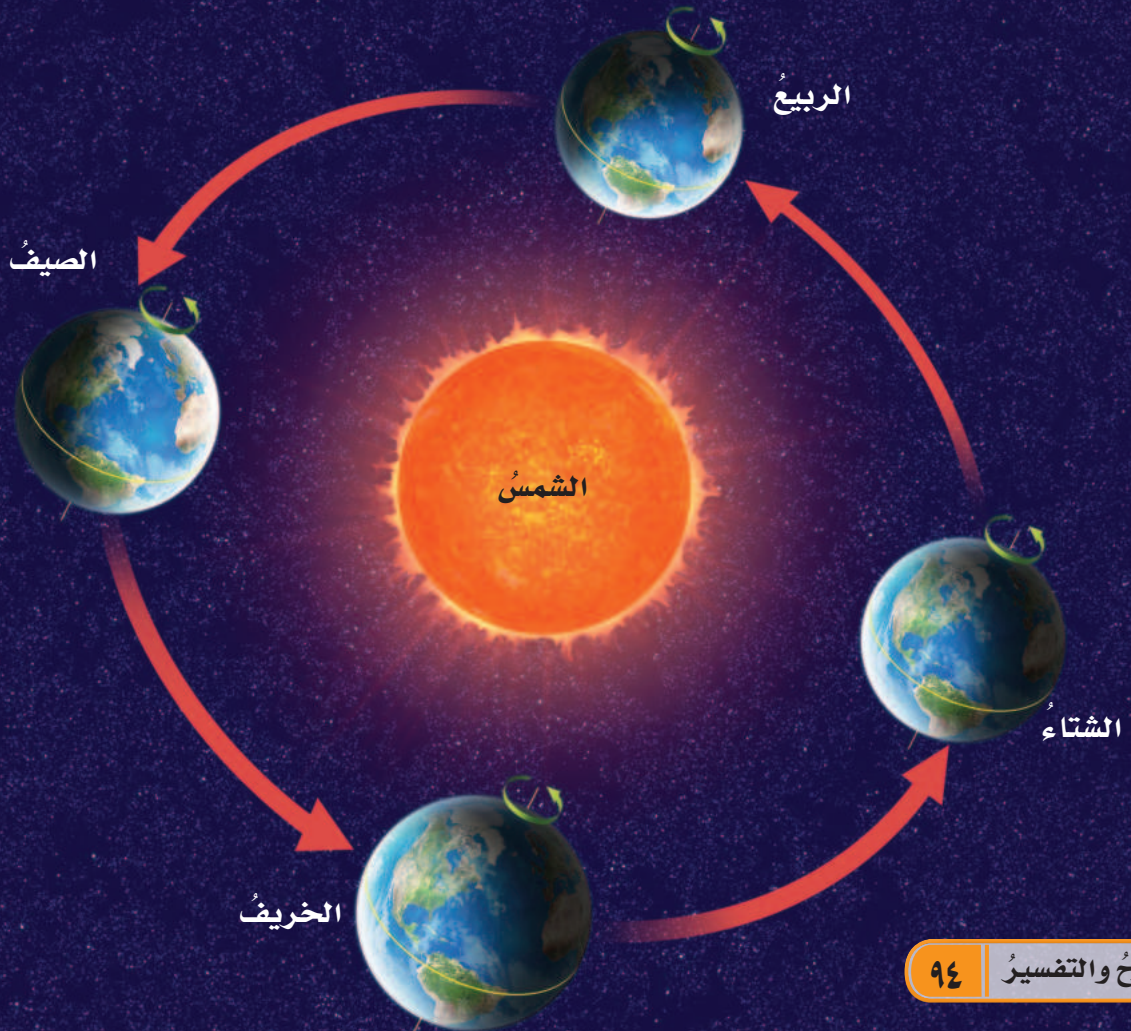 الربيعُ
الصيفُ
الشمسُ
الشتاءُ
الخريفُ
والتفسيرُ ٩٤